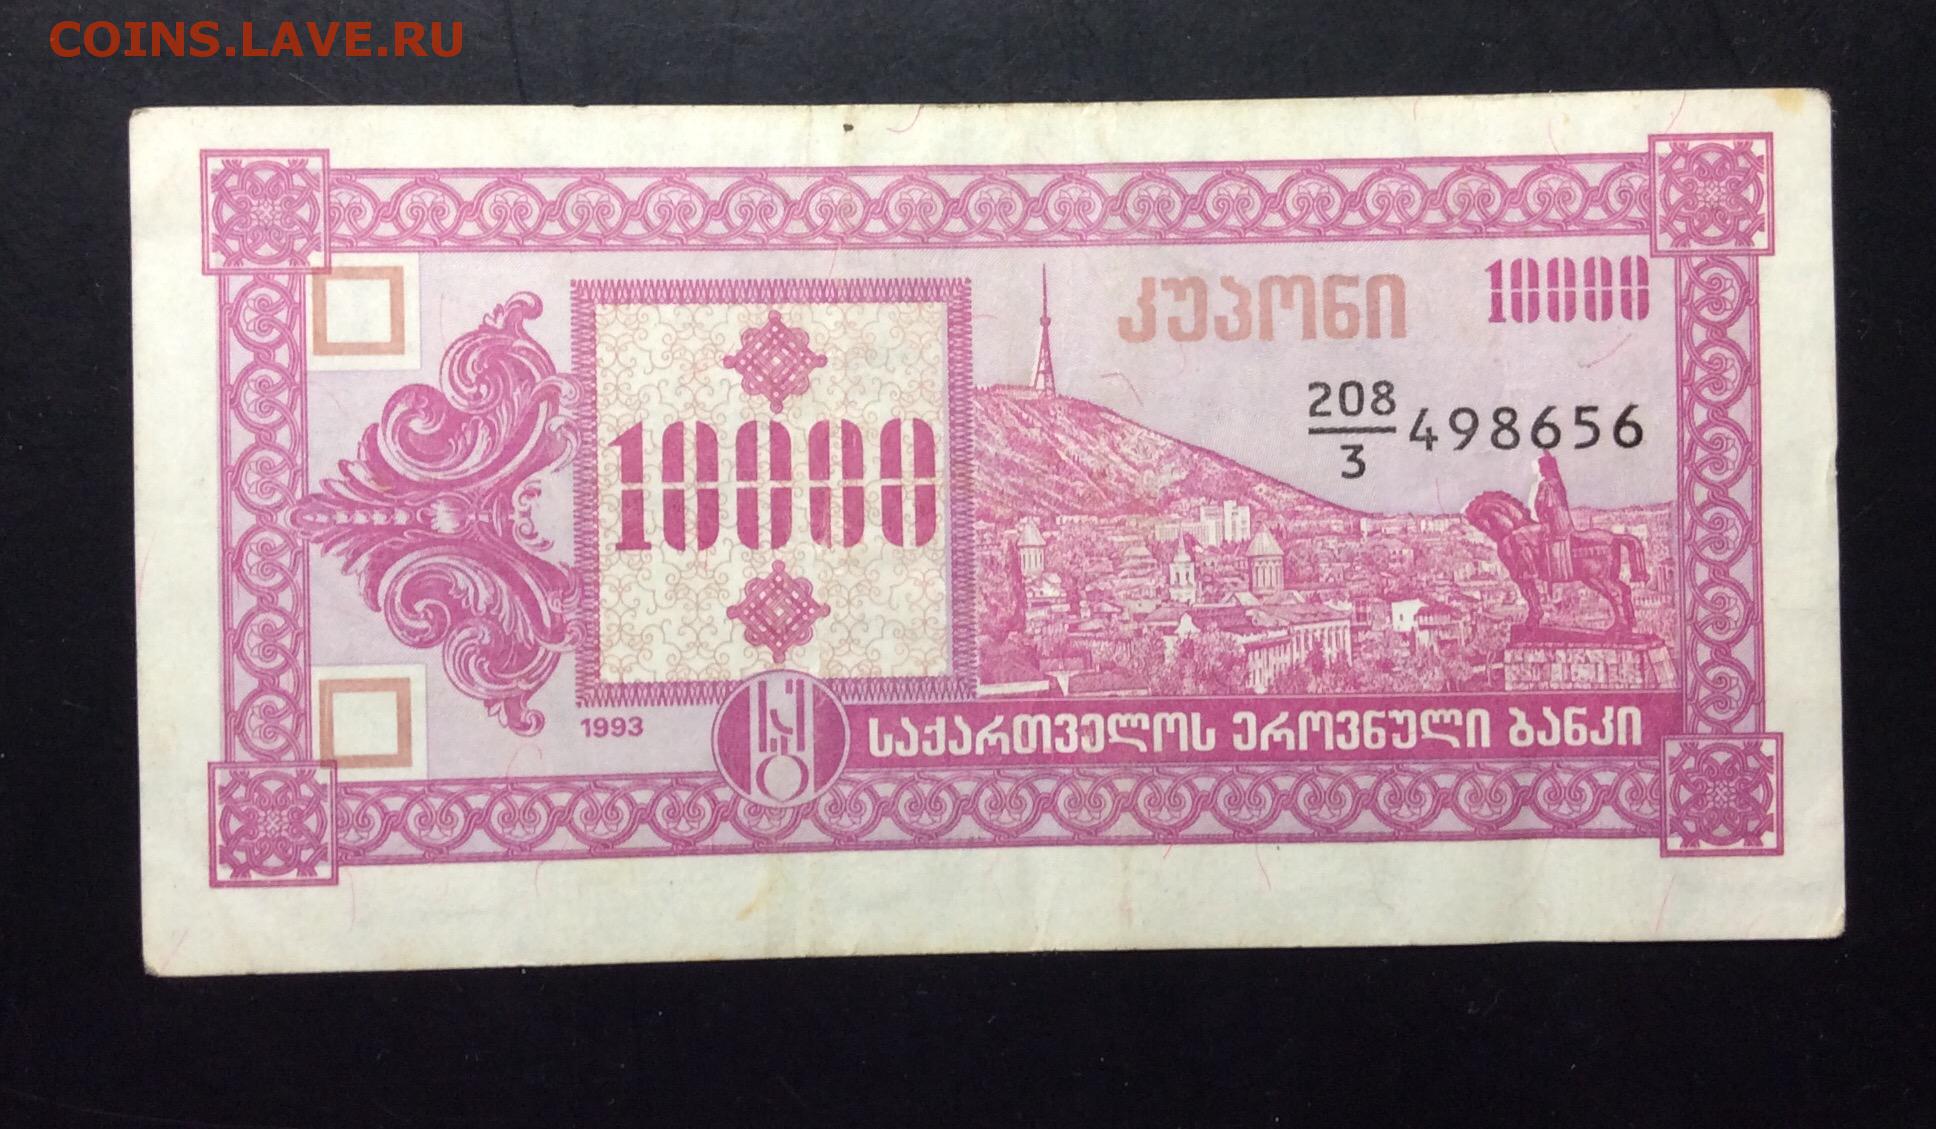 COINS.LAVE.RU
კუპონი 10000
208/3 498656
10000
1993
საქართველოს ეროვნული ბანკი